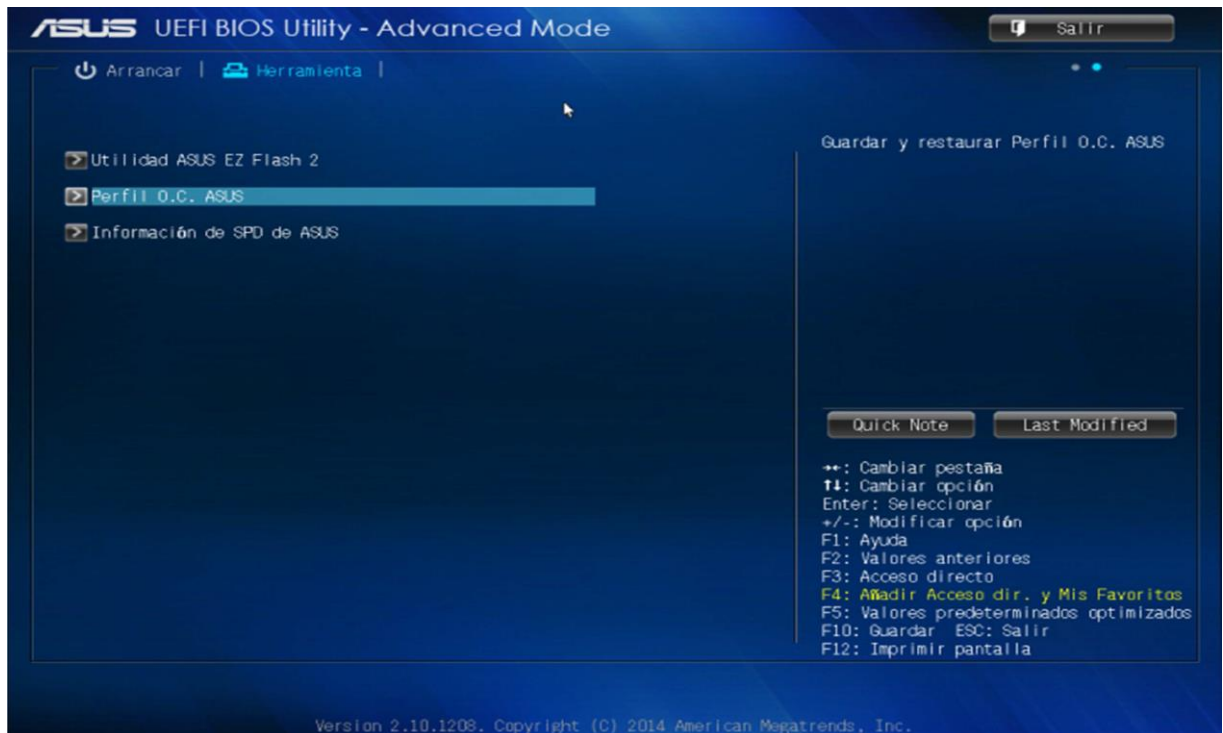 ASUS UEFI BIOS Utility - Advanced Mode
Salir
Arrancar | Herramienta |
Utilidad ASUS EZ Flash 2
Perfil O.C. ASUS
Información de SPD de ASUS
Guardar y restaurar Perfil O.C. ASUS
Quick Note
Last Modified
→←: Cambiar pestaña
↑↓: Cambiar opción
Enter: Seleccionar
+/-: Modificar opción
F1: Ayuda
F2: Valores anteriores
F3: Acceso directo
F4: Añadir Acceso dir. y Mis Favoritos
F5: Valores predeterminados optimizados
F10: Guardar ESC: Salir
F12: Imprimir pantalla
Version 2.10.1208. Copyright (C) 2014 American Megatrends, Inc.